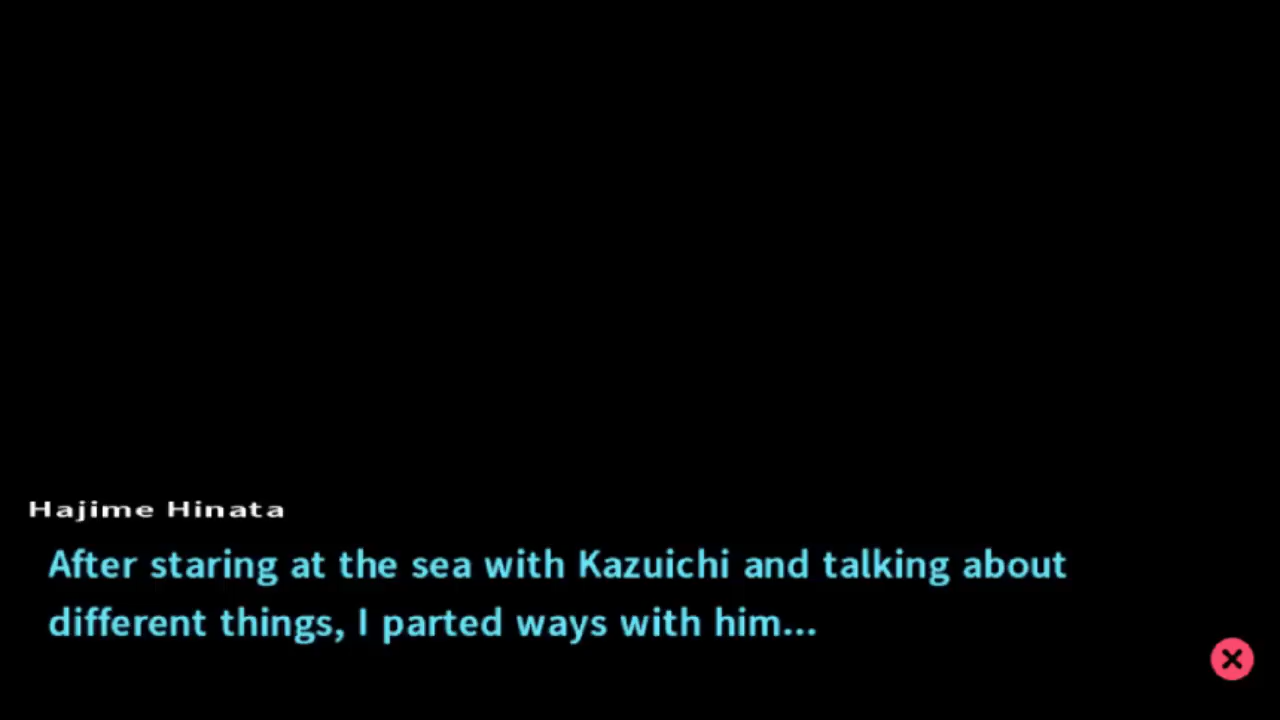 Hajime Hinata
After staring at the sea with Kazuichi and talking about
different things, I parted ways with him...